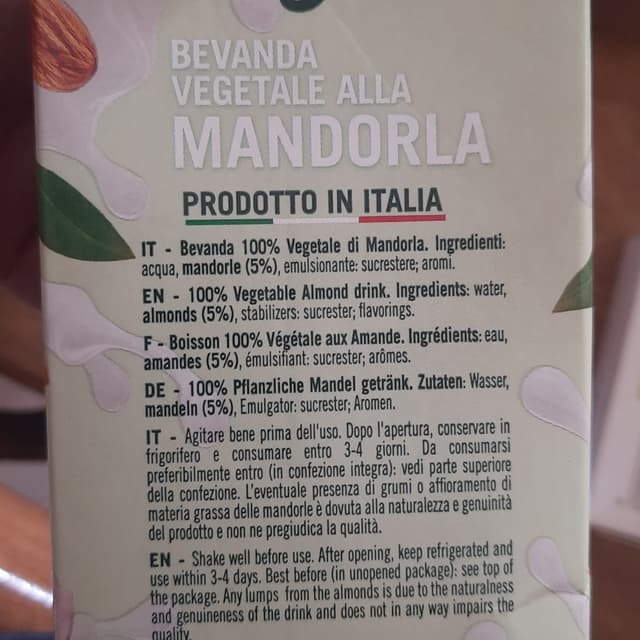 BEVANDA
VEGETALE ALLA
MANDORLA
PRODOTTO IN ITALIA
IT - Bevanda 100% Vegetale di Mandorla. Ingredienti:
acqua, mandorle (5%), emulsionante: sucrestere; aromi.
EN - 100% Vegetable Almond drink. Ingredients: water,
almonds (5%), stabilizers: sucrester; flavorings.
F - Boisson 100% Végétale aux Amande. Ingrédients: eau,
amandes (5%), émulsifiant: sucrester; arômes.
DE - 100% Pflanzliche Mandel getränk. Zutaten: Wasser,
mandeln (5%), Emulgator: sucrester; Aromen.
IT - Agitare bene prima dell'uso. Dopo l'apertura, conservare in
frigorifero e consumare entro 3-4 giorni. Da consumarsi
preferibilmente entro (in confezione integra): vedi parte superiore
della confezione. L'eventuale presenza di grumi o affioramento di
materia grassa delle mandorle è dovuta alla naturalezza e genuinità
del prodotto e non ne pregiudica la qualità.
EN - Shake well before use. After opening, keep refrigerated and
use within 3-4 days. Best before (in unopened package): see top of
the package. Any lumps from the almonds is due to the naturalness
and genuineness of the drink and does not in any way impairs the
quality.